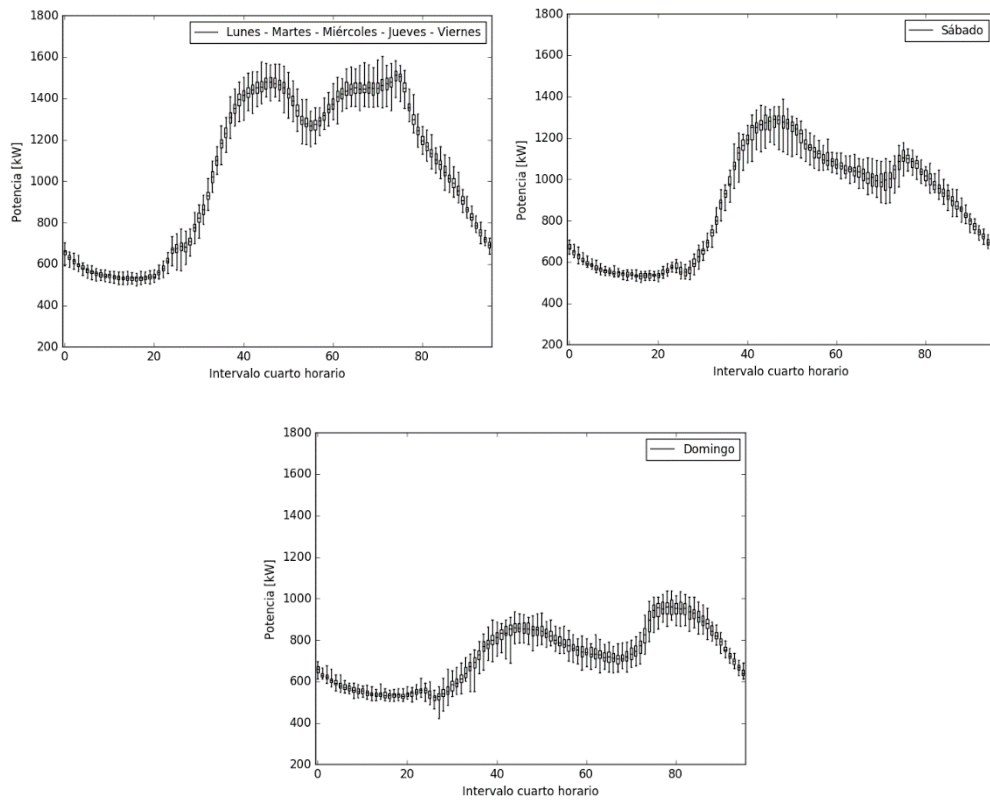 1800
1600
1400
1200
1000
800
600
400
200
Potencia [kW]
Lunes - Martes - Miércoles - Jueves - Viernes
0 20 40 60 80
Intervalo cuarto horario
1800
1600
1400
1200
1000
800
600
400
200
Potencia [kW]
Sábado
0 20 40 60 80
Intervalo cuarto horario
1800
1600
1400
1200
1000
800
600
400
200
Potencia [kW]
Domingo
0 20 40 60 80
Intervalo cuarto horario